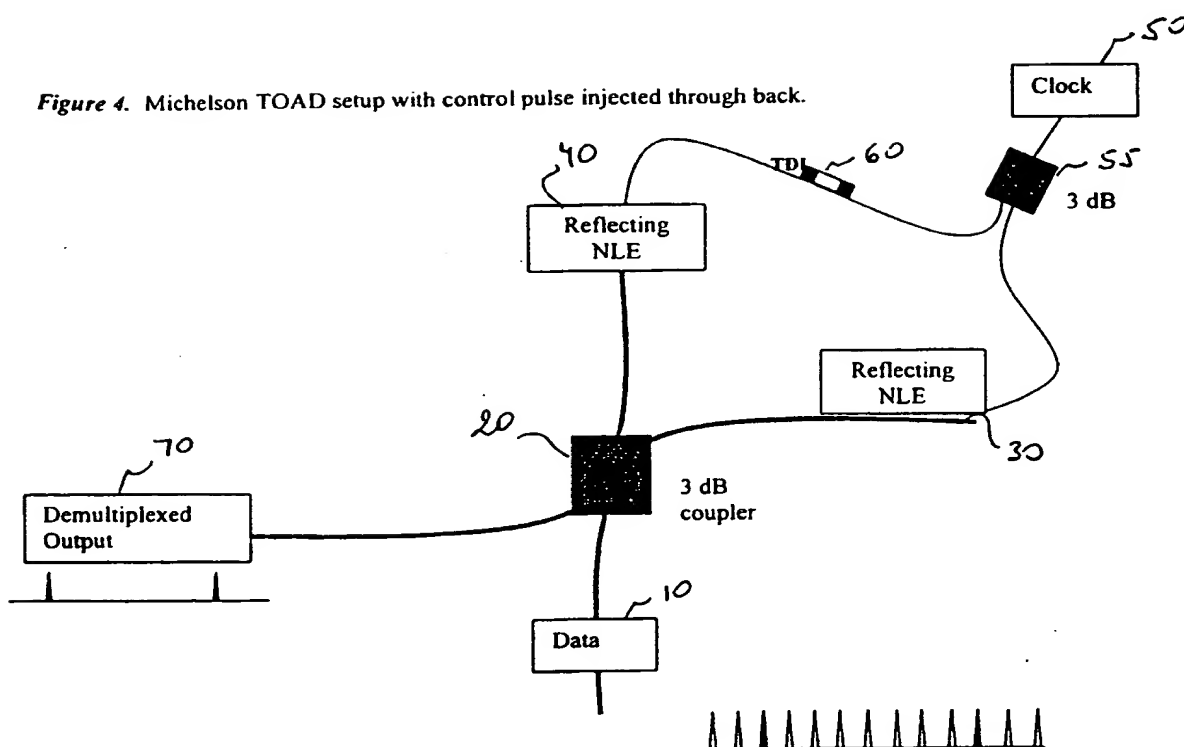 50
Clock
Figure 4. Michelson TOAD setup with control pulse injected through back.
40
TDL
60
55
3 dB
Reflecting
NLE
Reflecting
NLE
20
30
70
3 dB
coupler
Demultiplexed
Output
10
Data